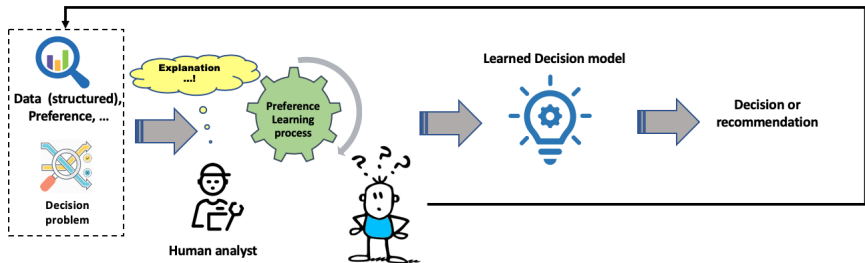 Data (structured),
Preference, ...
Decision
problem
Explanation
...!
Human analyst
Preference
Learning
process
? ? ?
Learned Decision model
Decision or
recommendation